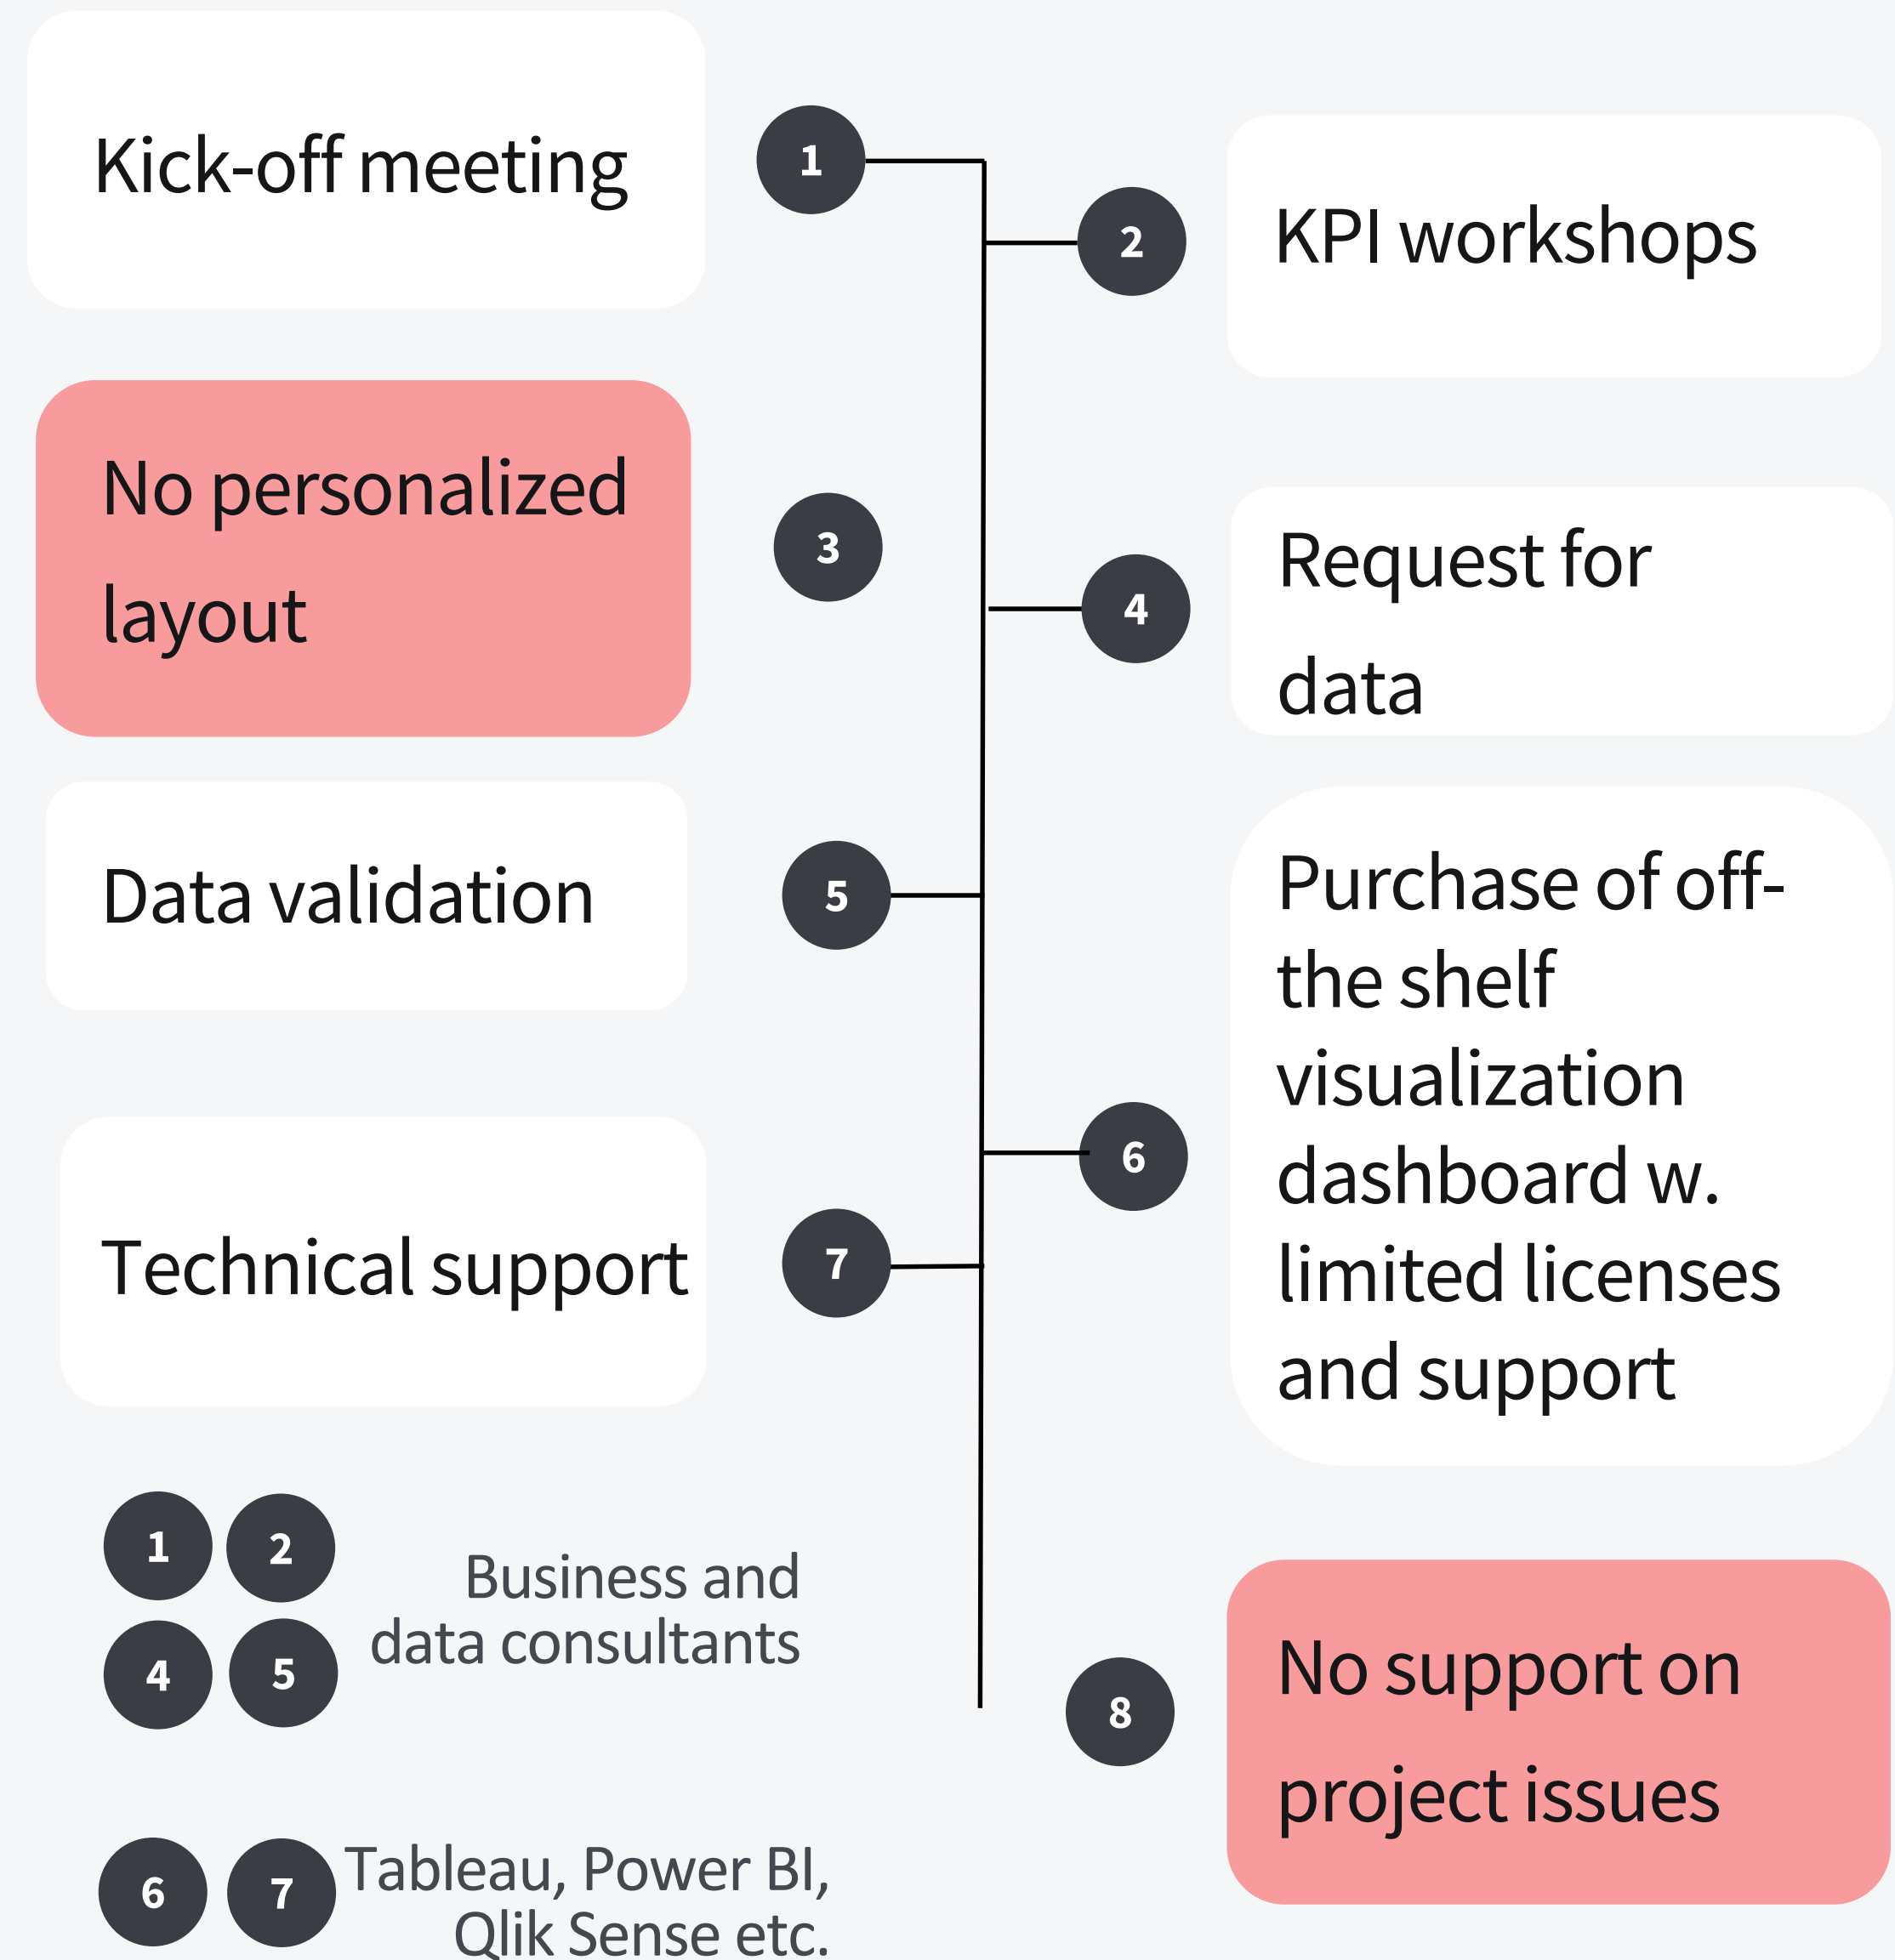 Kick-off meeting
1
2
KPI workshops
No personalized
layout
3
4
Request for
data
Data validation
5
Purchase of off-
the shelf
visualization
dashboard w.
limited licenses
and support
6
Technical support
7
1
2
4
5
Business and
data consultants
8
No support on
project issues
6
7
Tableau, Power BI,
Qlik Sense etc.